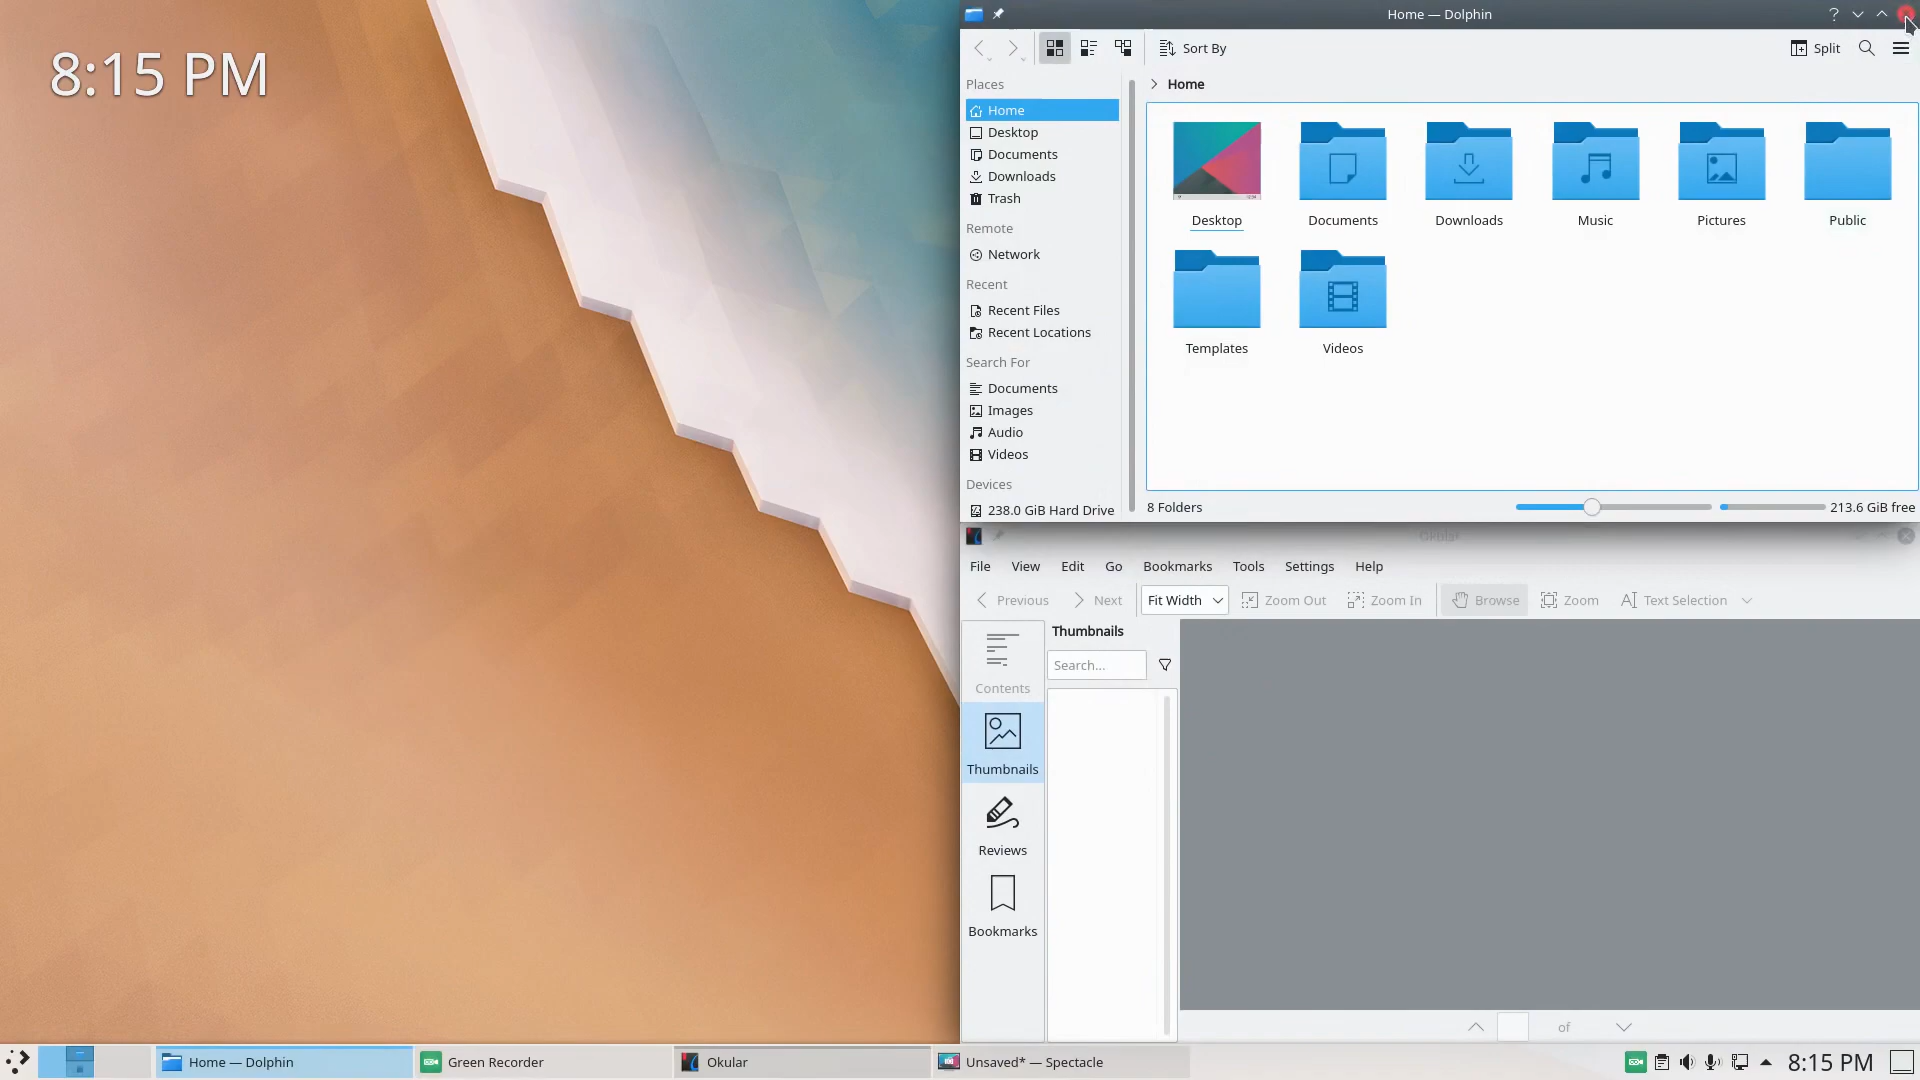 8:15 PM
Home — Dolphin
Sort By
Split
Places
Home
Desktop
Documents
Downloads
Trash
Remote
Network
Recent
Recent Files
Recent Locations
Search For
Documents
Images
Audio
Videos
Devices
238.0 GiB Hard Drive
Home
Desktop
Documents
Downloads
Music
Pictures
Public
Templates
Videos
8 Folders
213.6 GiB free
Okular
File View Edit Go Bookmarks Tools Settings Help
Previous Next Fit Width Zoom Out Zoom In Browse Zoom Text Selection
Contents
Thumbnails
Reviews
Bookmarks
Thumbnails
Search...
of
Home — Dolphin
Green Recorder
Okular
Unsaved* — Spectacle
8:15 PM